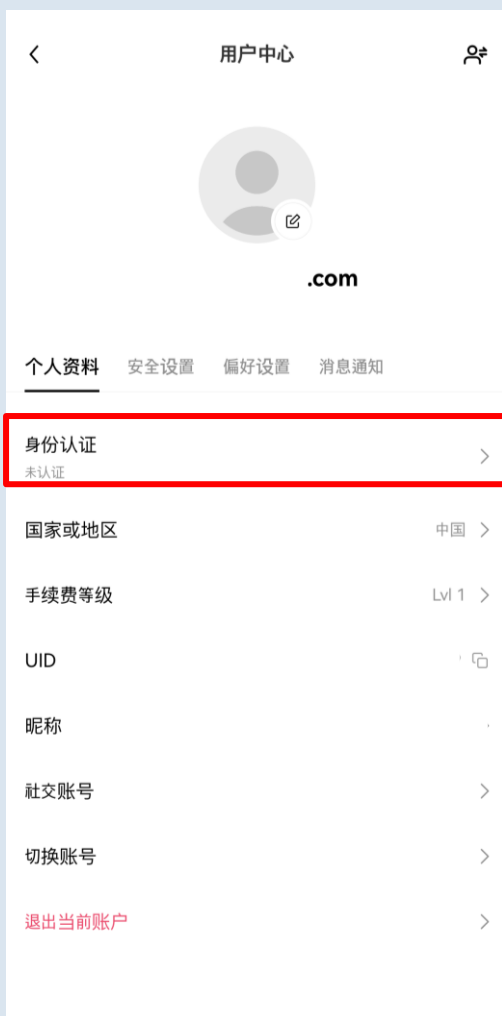 用户中心
.com
个人资料 安全设置 偏好设置 消息通知
身份认证
未认证
国家或地区 中国
手续费等级 Lvl 1
UID
昵称
社交账号
切换账号
退出当前账户